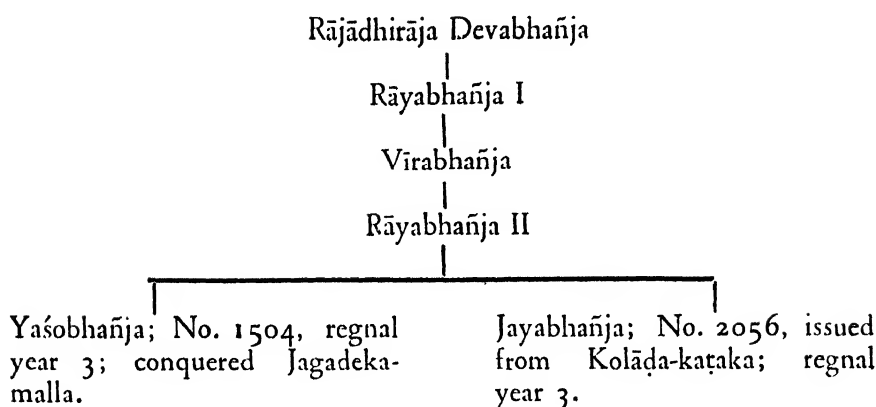 Rājādhirāja Devabhañja
Rāyabhañja I
Vīrabhañja
Rāyabhañja II
Yaśobhañja; No. 1504, regnal
year 3; conquered Jagadeka-
malla.
Jayabhañja; No. 2056, issued
from Kolāḍa-kaṭaka; regnal
year 3.